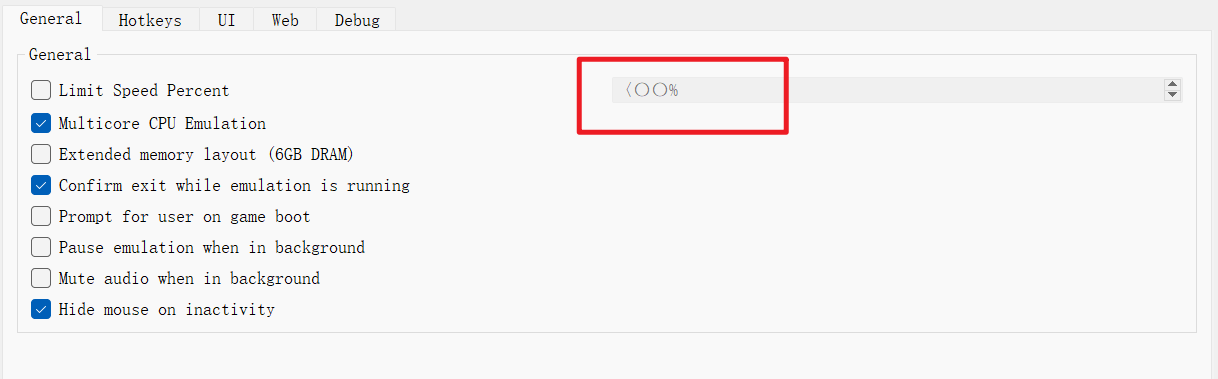 General Hotkeys UI Web Debug
General
Limit Speed Percent 〈〇〇%
Multicore CPU Emulation
Extended memory layout (6GB DRAM)
Confirm exit while emulation is running
Prompt for user on game boot
Pause emulation when in background
Mute audio when in background
Hide mouse on inactivity